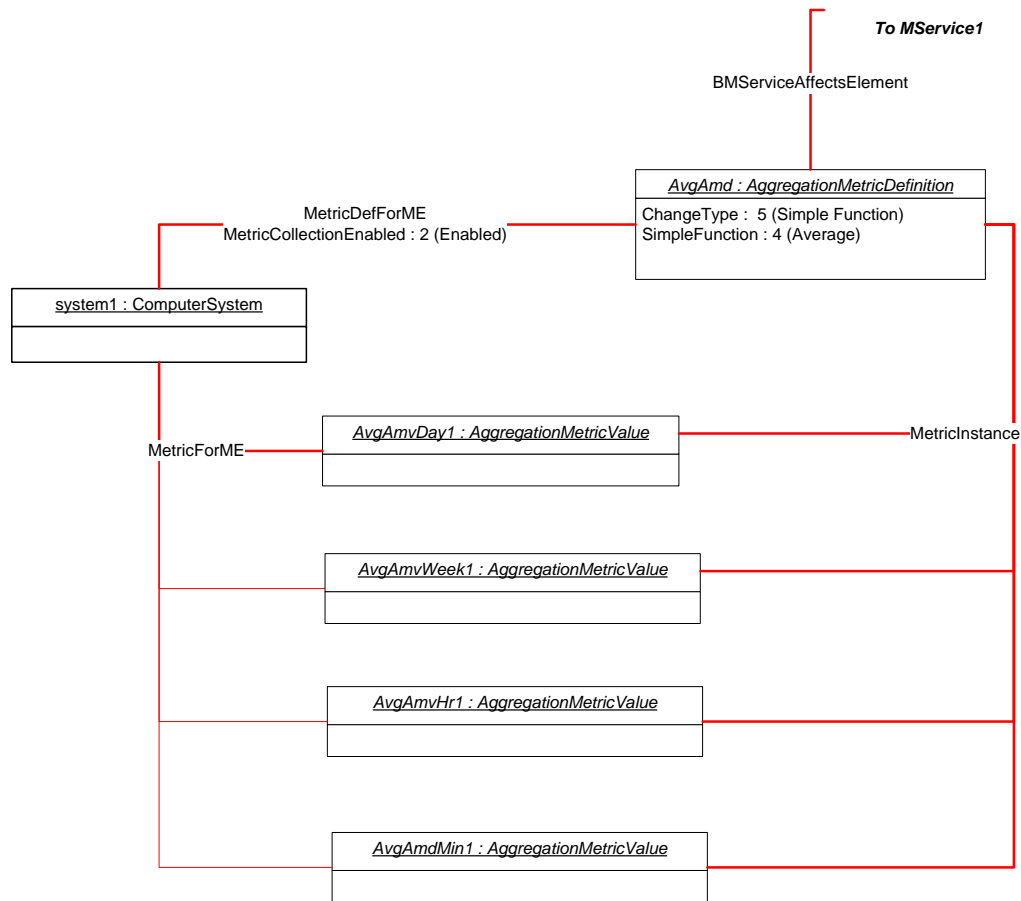 To MService1
BMServiceAffectsElement
AvgAmd : AggregationMetricDefinition
ChangeType :  5 (Simple Function)
SimpleFunction : 4 (Average)
MetricDefForME
MetricCollectionEnabled : 2 (Enabled)
system1 : ComputerSystem
AvgAmvDay1 : AggregationMetricValue
MetricInstance
MetricForME
AvgAmvWeek1 : AggregationMetricValue
AvgAmvHr1 : AggregationMetricValue
AvgAmdMin1 : AggregationMetricValue